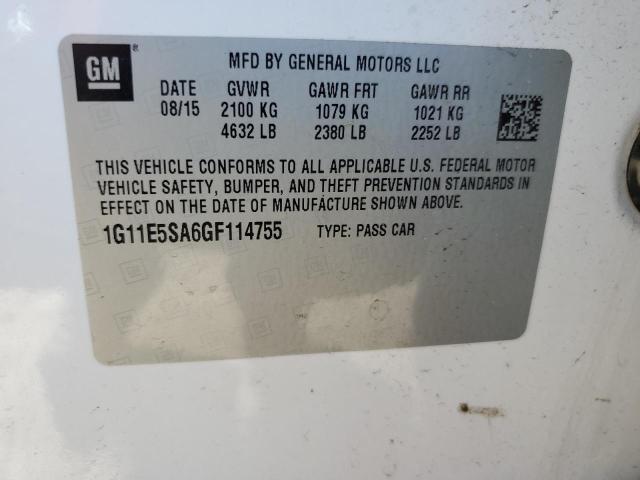 GM ® MFD BY GENERAL MOTORS LLC
DATE GVWR GAWR FRT GAWR RR
08/15 2100 KG 1079 KG 1021 KG
4632 LB 2380 LB 2252 LB
THIS VEHICLE CONFORMS TO ALL APPLICABLE U.S. FEDERAL MOTOR
VEHICLE SAFETY, BUMPER, AND THEFT PREVENTION STANDARDS IN
EFFECT ON THE DATE OF MANUFACTURE SHOWN ABOVE.
1G11E5SA6GF114755 TYPE: PASS CAR